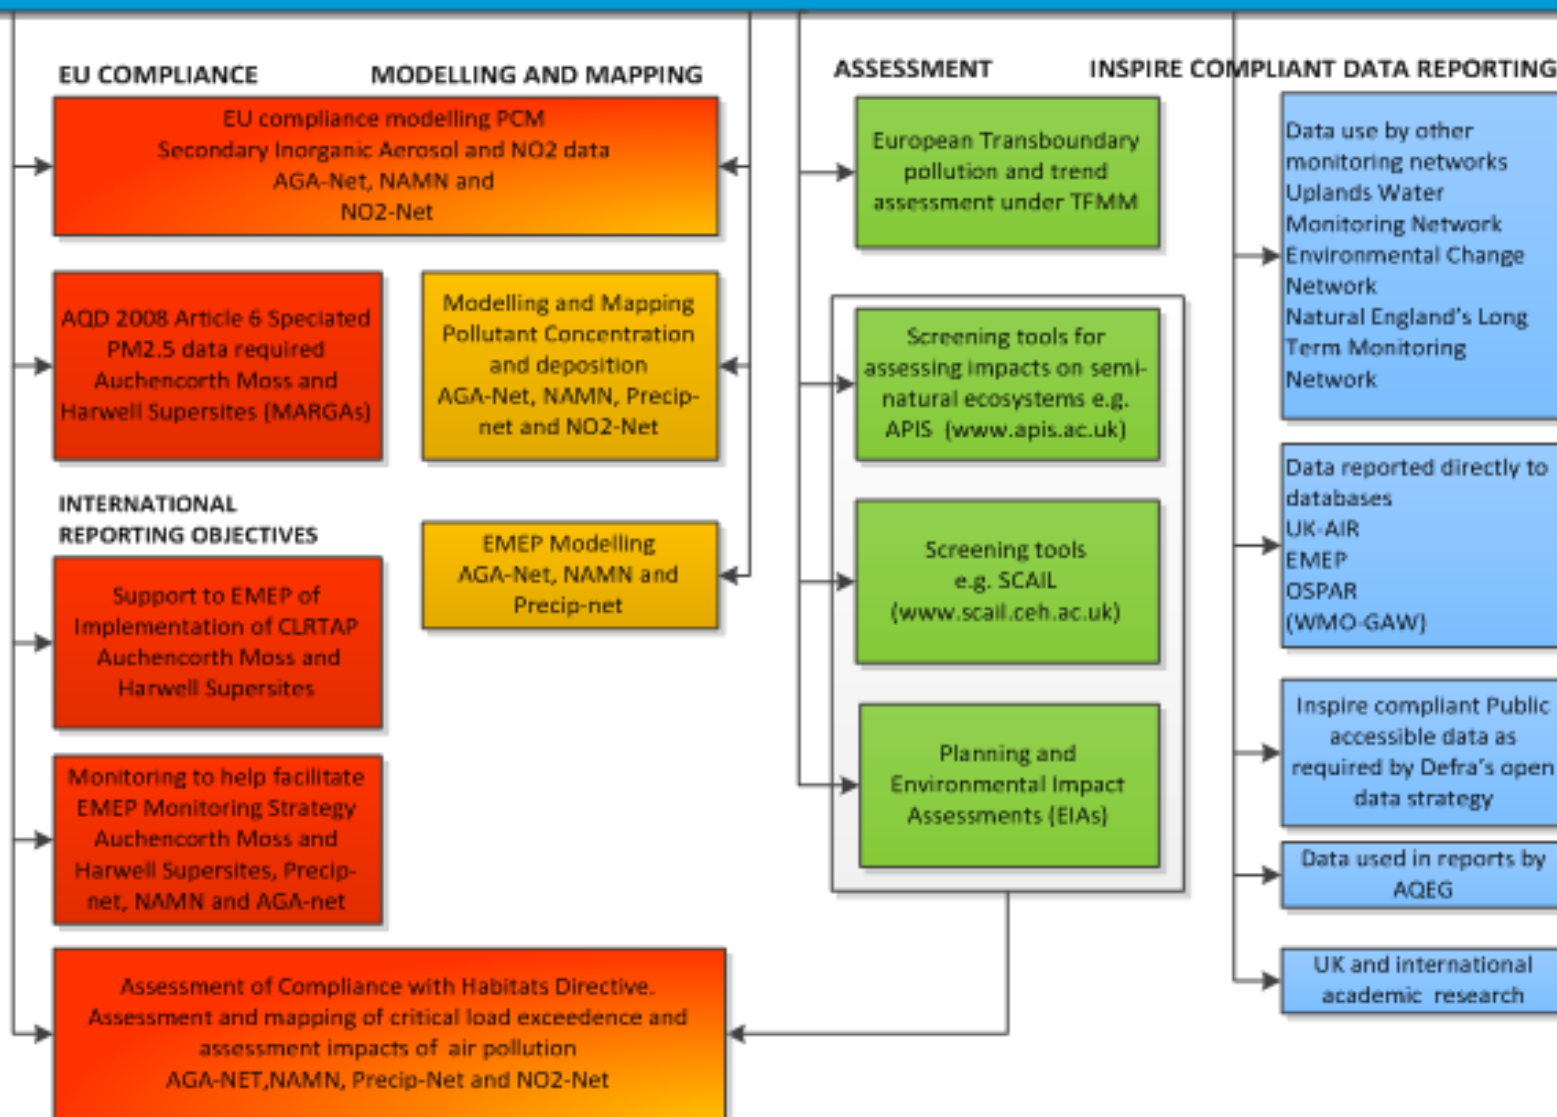 EU COMPLIANCE
MODELLING AND MAPPING
EU compliance modelling PCM
Secondary Inorganic Aerosol and NO2 data
AGA-Net, NAMN and
NO2-Net
AQD 2008 Article 6 Speciated
PM2.5 data required
Auchencorth Moss and
Harwell Supersites (MARGAs)
Modelling and Mapping
Pollutant Concentration
and deposition
AGA-Net, NAMN, Precip-
net and NO2-Net
INTERNATIONAL
REPORTING OBJECTIVES
Support to EMEP of
Implementation of CLRTAP
Auchencorth Moss and
Harwell Supersites
EMEP Modelling
AGA-Net, NAMN and
Precip-net
Monitoring to help facilitate
EMEP Monitoring Strategy
Auchencorth Moss and
Harwell Supersites, Precip-
net, NAMN and AGA-net
Assessment of Compliance with Habitats Directive.
Assessment and mapping of critical load exceedence and
assessment impacts of air pollution
AGA-NET,NAMN, Precip-Net and NO2-Net
ASSESSMENT
European Transboundary
pollution and trend
assessment under TFMM
Screening tools for
assessing impacts on semi-
natural ecosystems e.g.
APIS (www.apis.ac.uk)
Screening tools
e.g. SCAIL
(www.scail.ceh.ac.uk)
Planning and
Environmental Impact
Assessments (EIAs)
INSPIRE COMPLIANT DATA REPORTING
Data use by other
monitoring networks
Uplands Water
Monitoring Network
Environmental Change
Network
Natural England's Long
Term Monitoring
Network
Data reported directly to
databases
UK-AIR
EMEP
OSPAR
(WMO-GAW)
Inspire compliant Public
accessible data as
required by Defra's open
data strategy
Data used in reports by
AQEG
UK and international
academic research